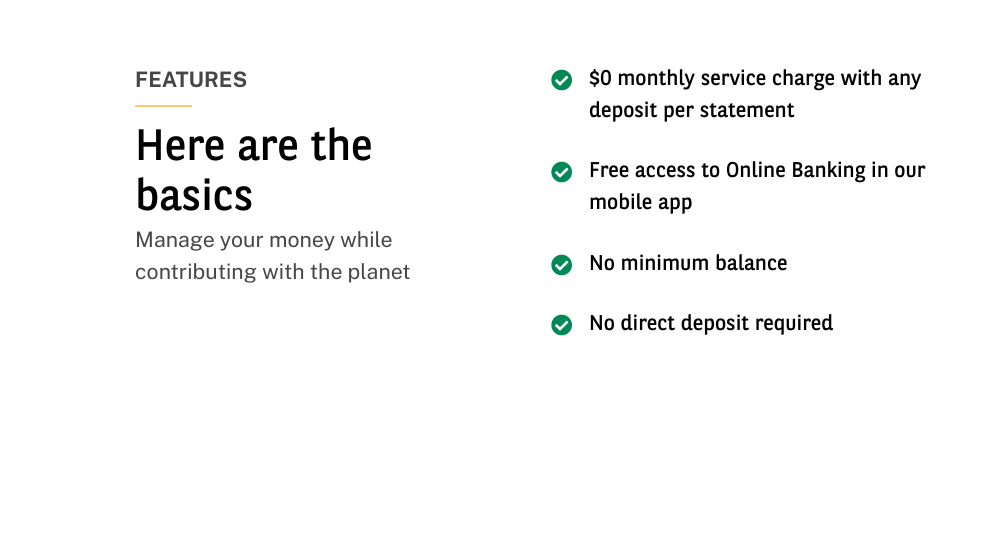 FEATURES
Here are the
basics
Manage your money while
contributing with the planet
$0 monthly service charge with any
deposit per statement
Free access to Online Banking in our
mobile app
No minimum balance
No direct deposit required